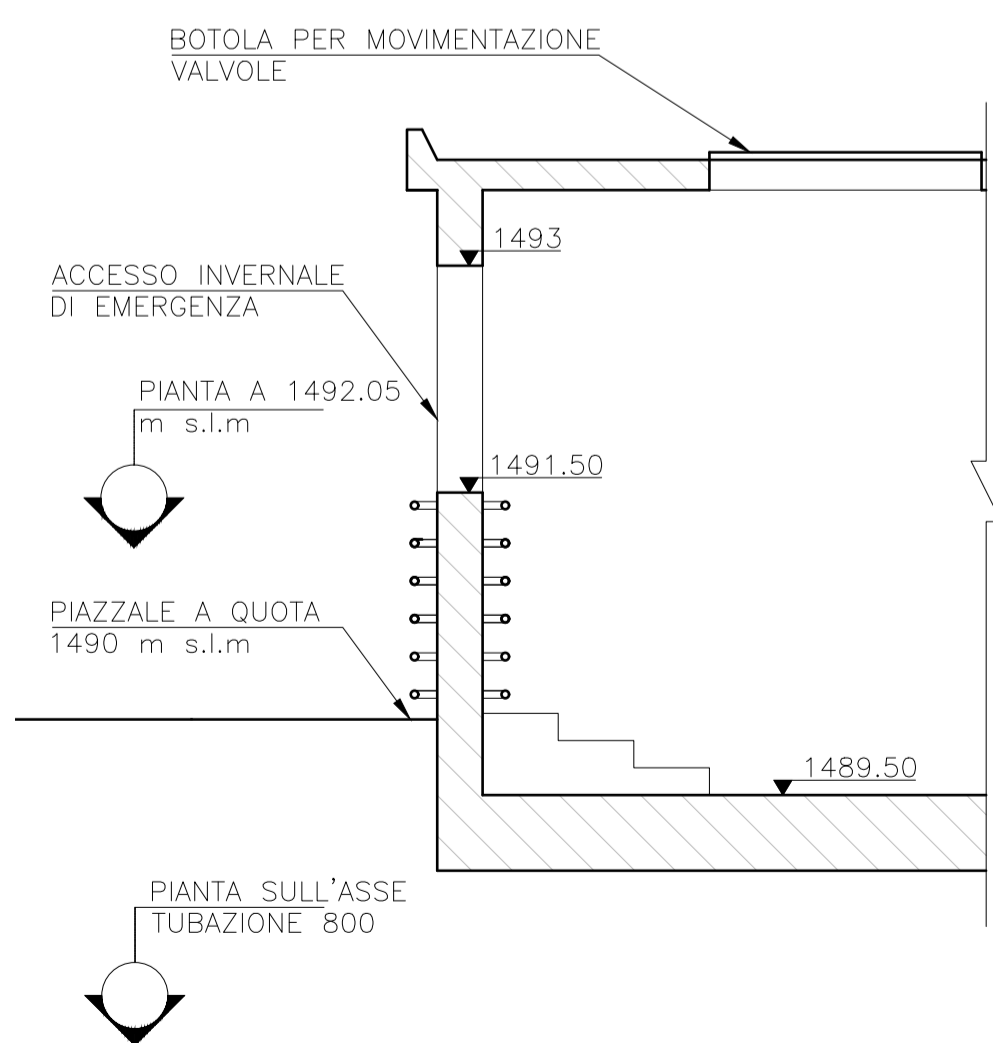 BOTOLA PER MOVIMENTAZIONE
VALVOLE
1493
ACCESSO INVERNALE
DI EMERGENZA
PIANTA A 1492.05
m s.l.m
1491.50
PIAZZALE A QUOTA
1490 m s.l.m
1489.50
PIANTA SULL'ASSE
TUBAZIONE 800